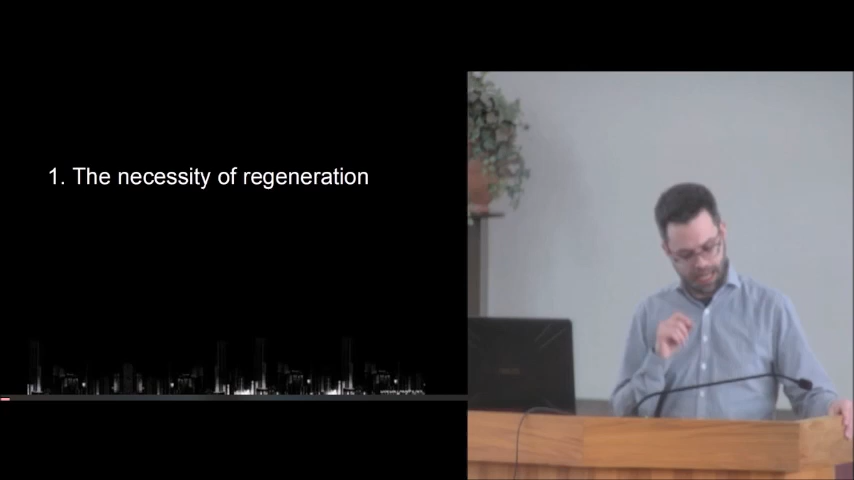 1. The necessity of regeneration